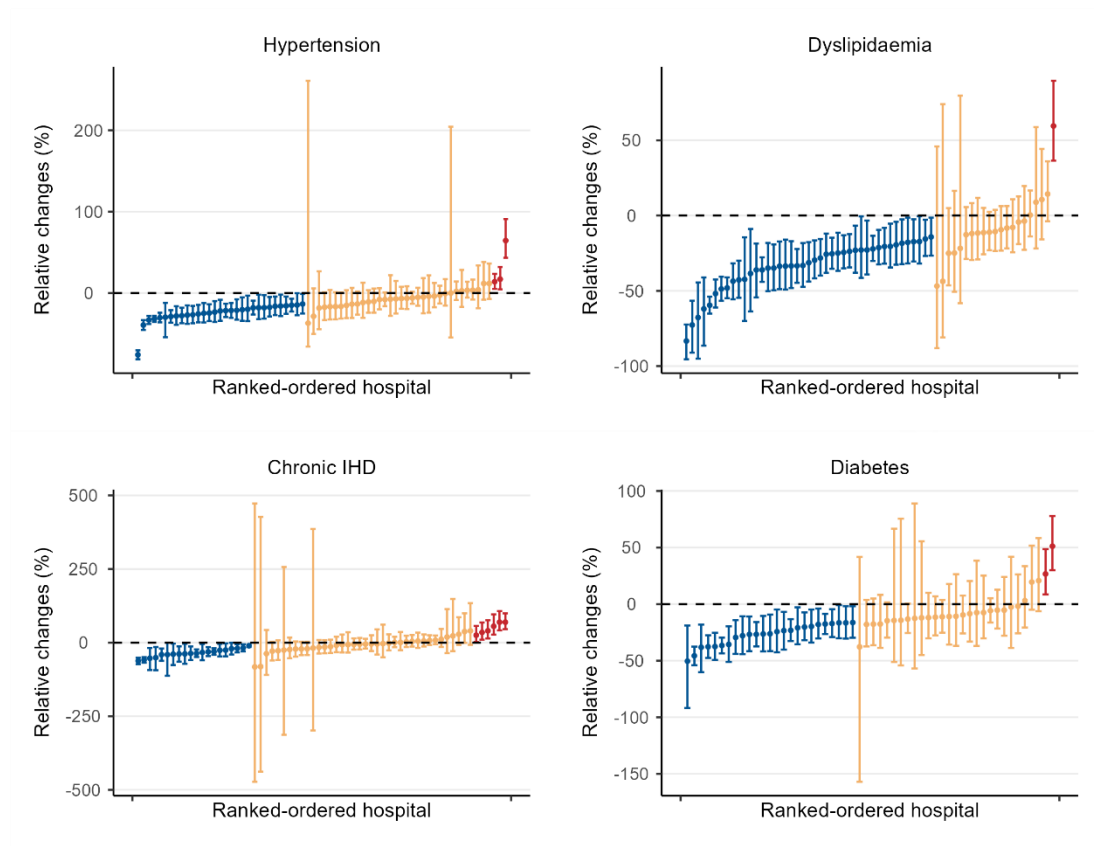 Hypertension
Relative changes (%)
200
100
0
Ranked-ordered hospital
Dyslipidaemia
Relative changes (%)
50
0
-50
-100
Ranked-ordered hospital
Chronic IHD
Relative changes (%)
500
250
0
-250
-500
Ranked-ordered hospital
Diabetes
Relative changes (%)
100
50
0
-50
-100
-150
Ranked-ordered hospital